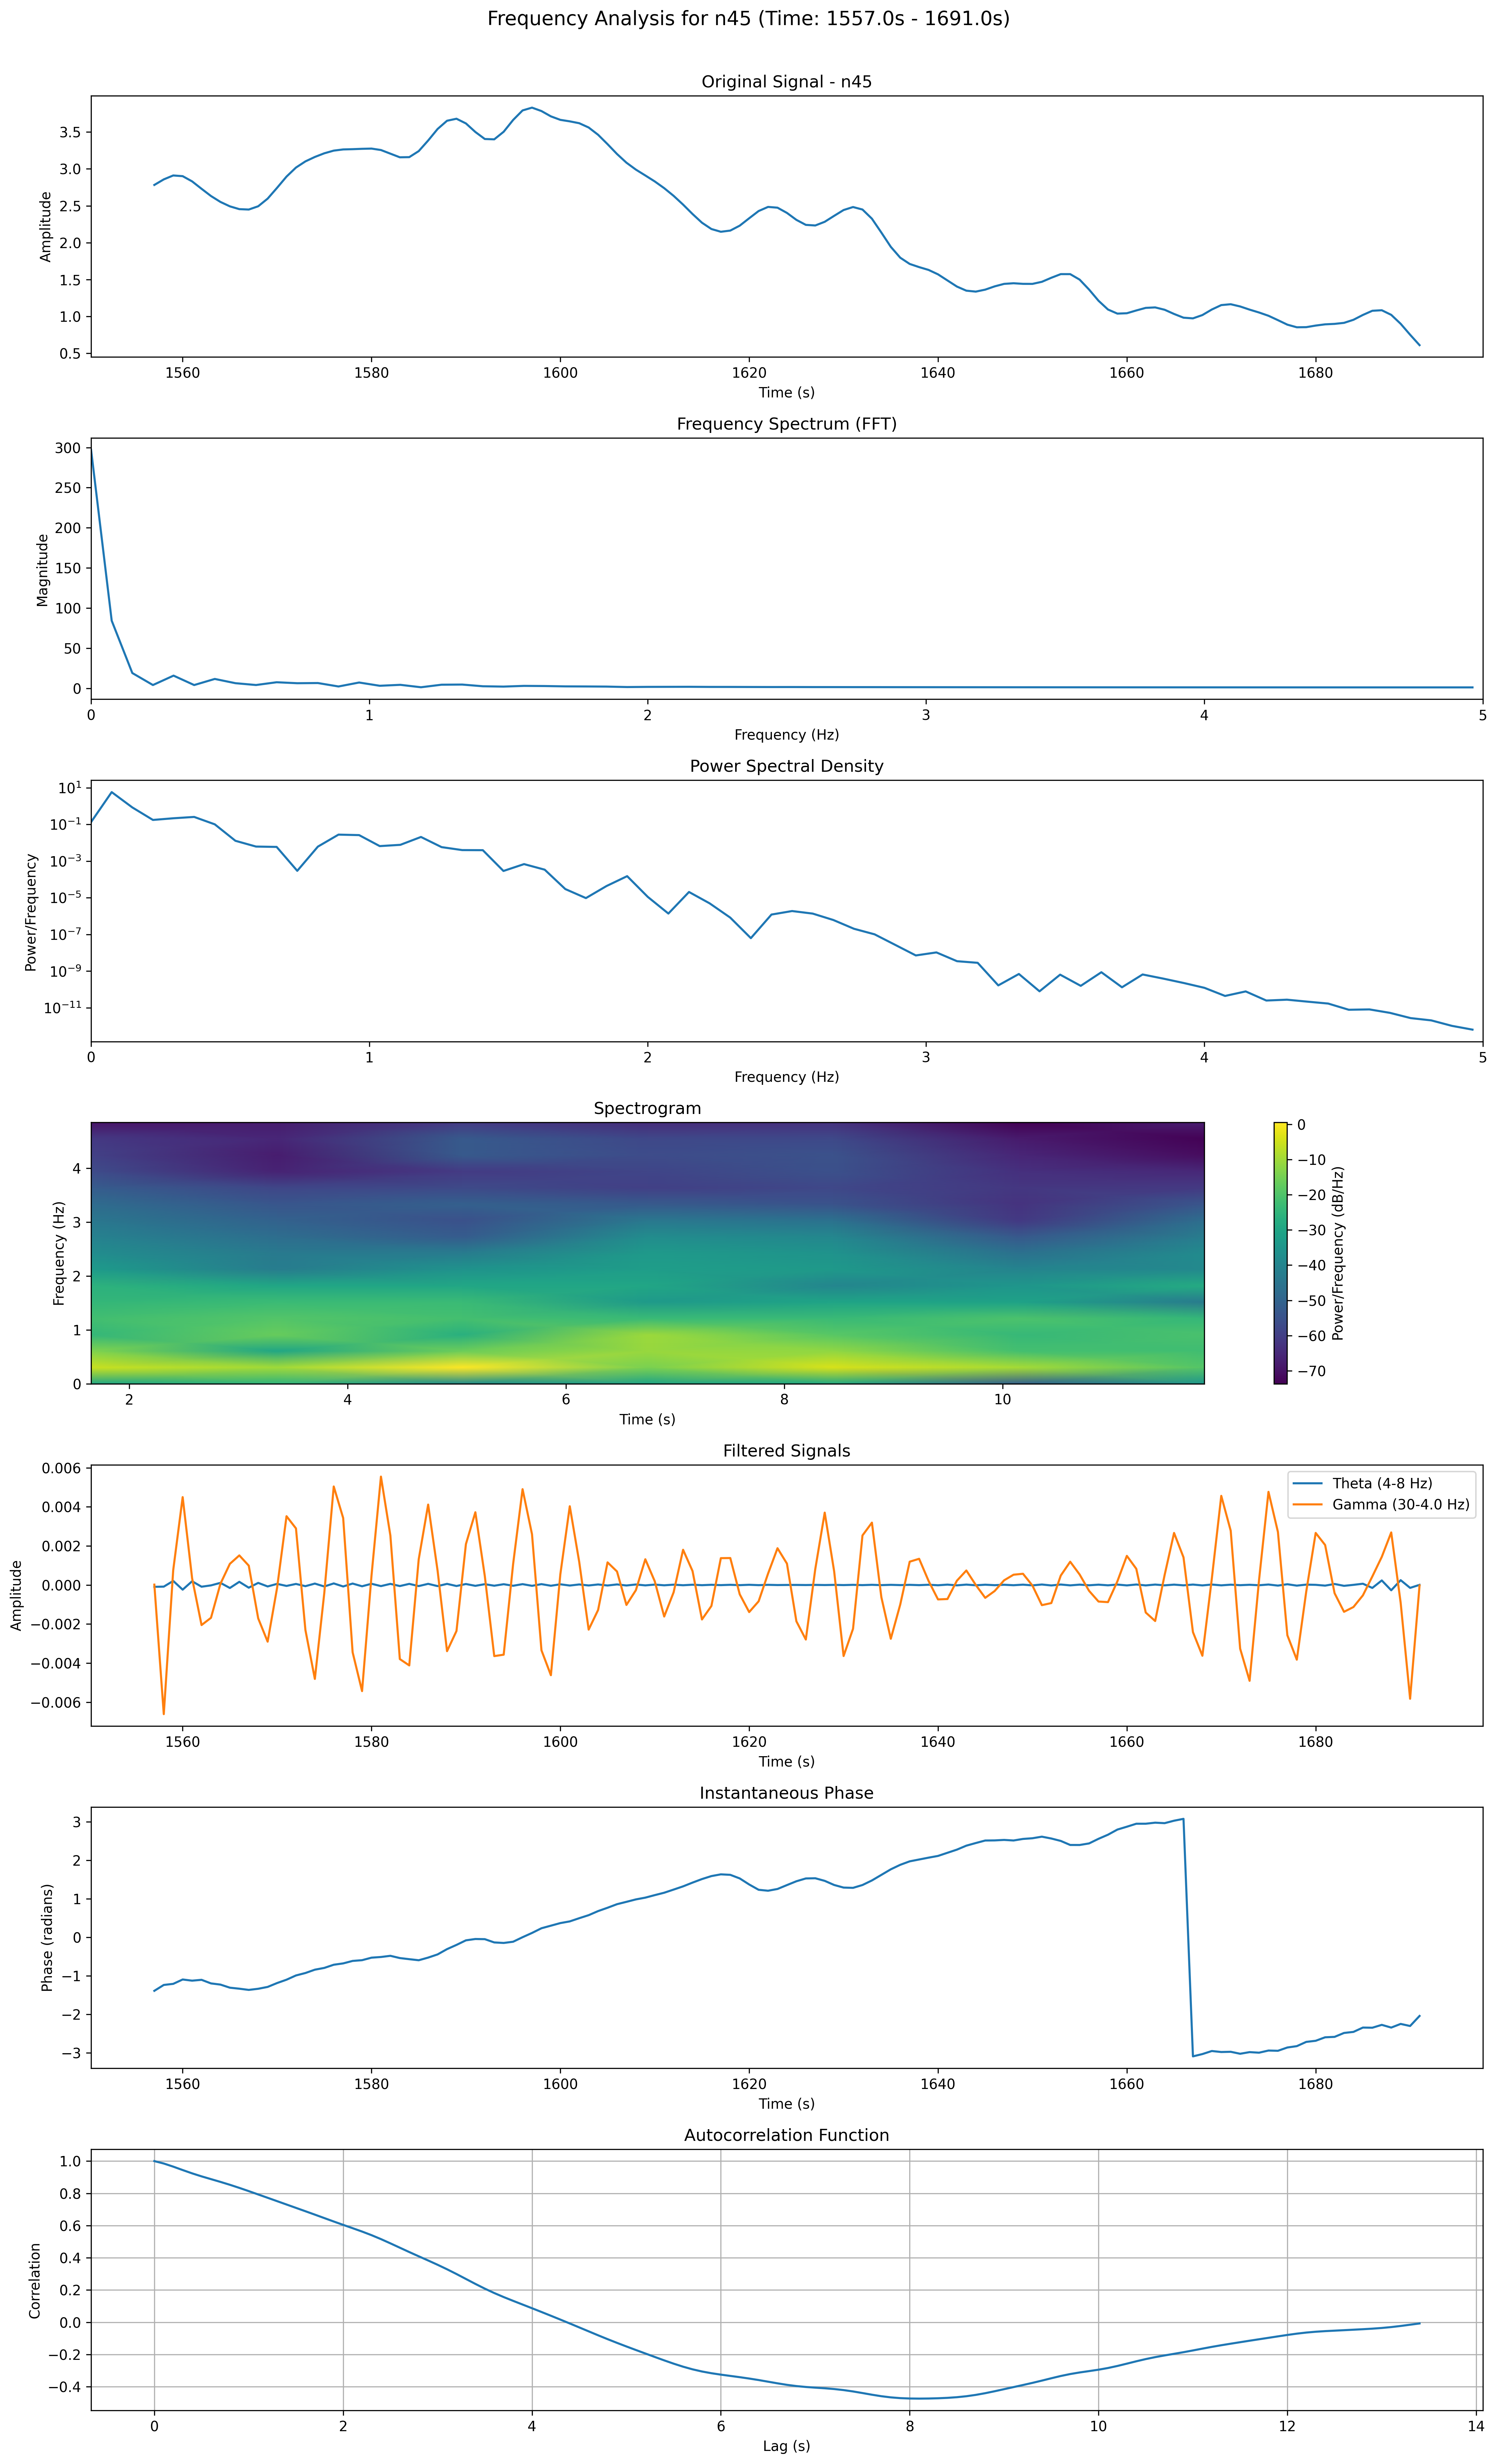 Frequency Analysis for n45 (Time: 1557.0s - 1691.0s)
Original Signal - n45
Amplitude
3.5
3.0
2.5
2.0
1.5
1.0
0.5
1560 1580 1600 1620 1640 1660 1680
Time (s)
Frequency Spectrum (FFT)
Magnitude
300
250
200
150
100
50
0
0 1 2 3 4 5
Frequency (Hz)
Power Spectral Density
Power/Frequency
10¹
10⁻¹
10⁻³
10⁻⁵
10⁻⁷
10⁻⁹
10⁻¹¹
0 1 2 3 4 5
Frequency (Hz)
Spectrogram
Frequency (Hz)
4
3
2
1
0
2 4 6 8 10
Time (s)
0
−10
−20
−30
−40
−50
−60
−70
Power/Frequency (dB/Hz)
Filtered Signals
Amplitude
0.006
0.004
0.002
0.000
−0.002
−0.004
−0.006
Theta (4-8 Hz)
Gamma (30-4.0 Hz)
1560 1580 1600 1620 1640 1660 1680
Time (s)
Instantaneous Phase
Phase (radians)
3
2
1
0
−1
−2
−3
1560 1580 1600 1620 1640 1660 1680
Time (s)
Autocorrelation Function
Correlation
1.0
0.8
0.6
0.4
0.2
0.0
−0.2
−0.4
0 2 4 6 8 10 12 14
Lag (s)